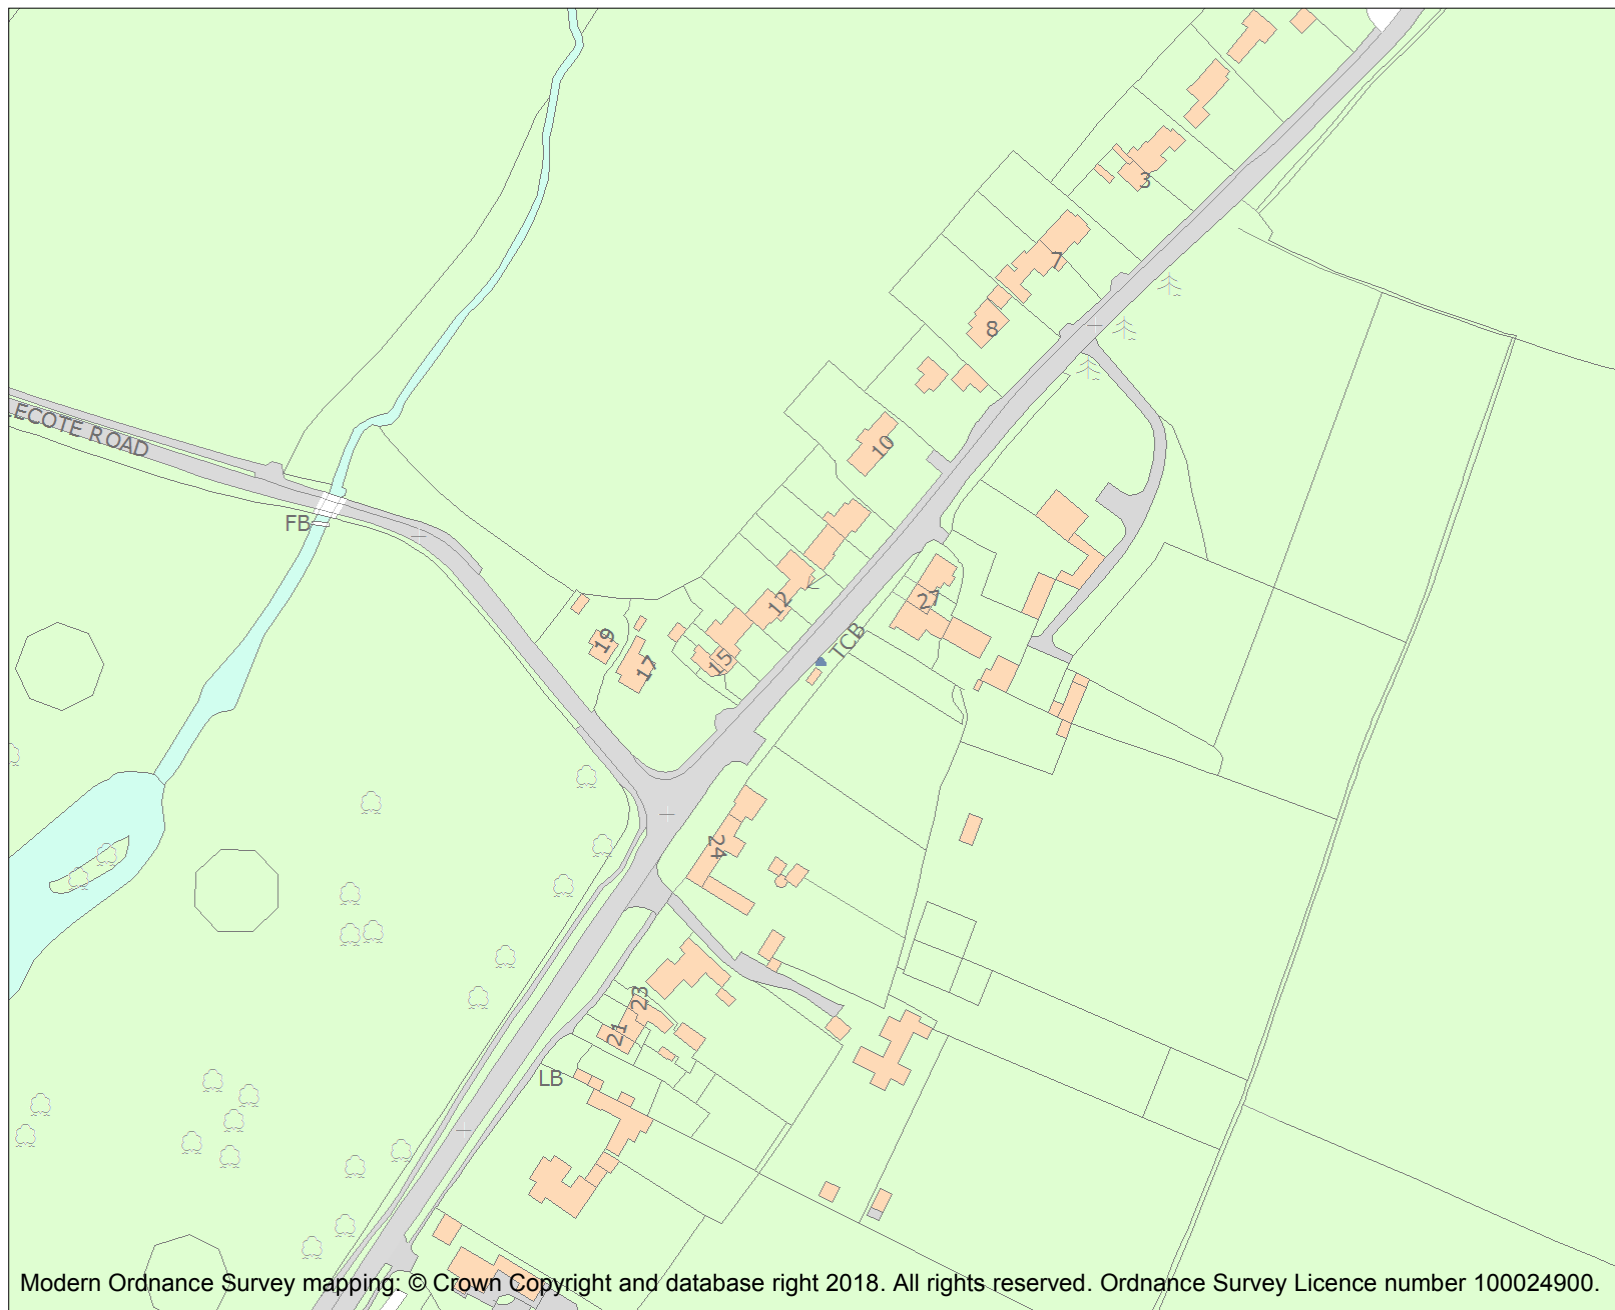 3
7
8
LECOTE ROAD
10
FB
12
27
TCB
19
17
15
24
23
21
LB
Modern Ordnance Survey mapping: © Crown Copyright and database right 2018. All rights reserved. Ordnance Survey Licence number 100024900.